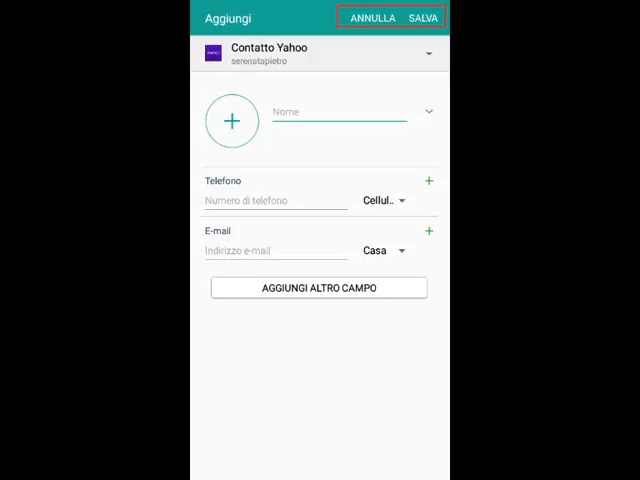 Aggiungi ANNULLA SALVA
Contatto Yahoo
serenatapietro
Nome
Telefono
Numero di telefono Cellul..
E-mail
Indirizzo e-mail Casa
AGGIUNGI ALTRO CAMPO